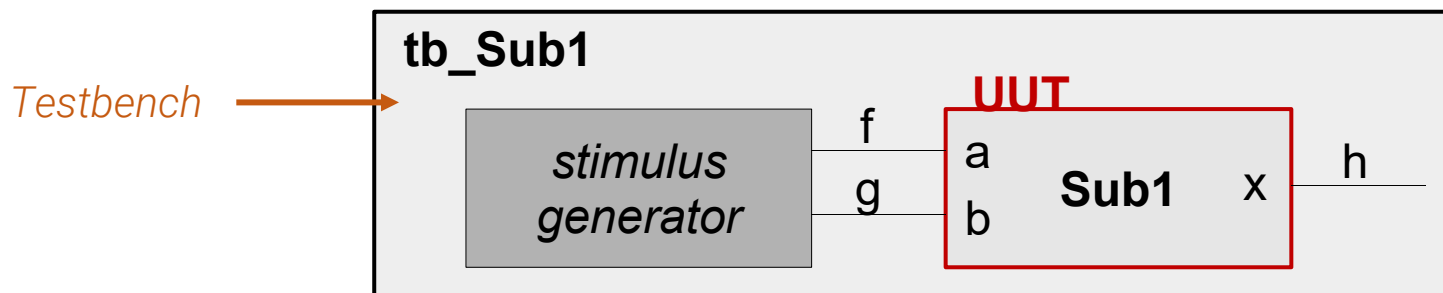 tb_Sub1
Testbench
UUT
stimulus
generator
f
g
a
b
Sub1
x
h